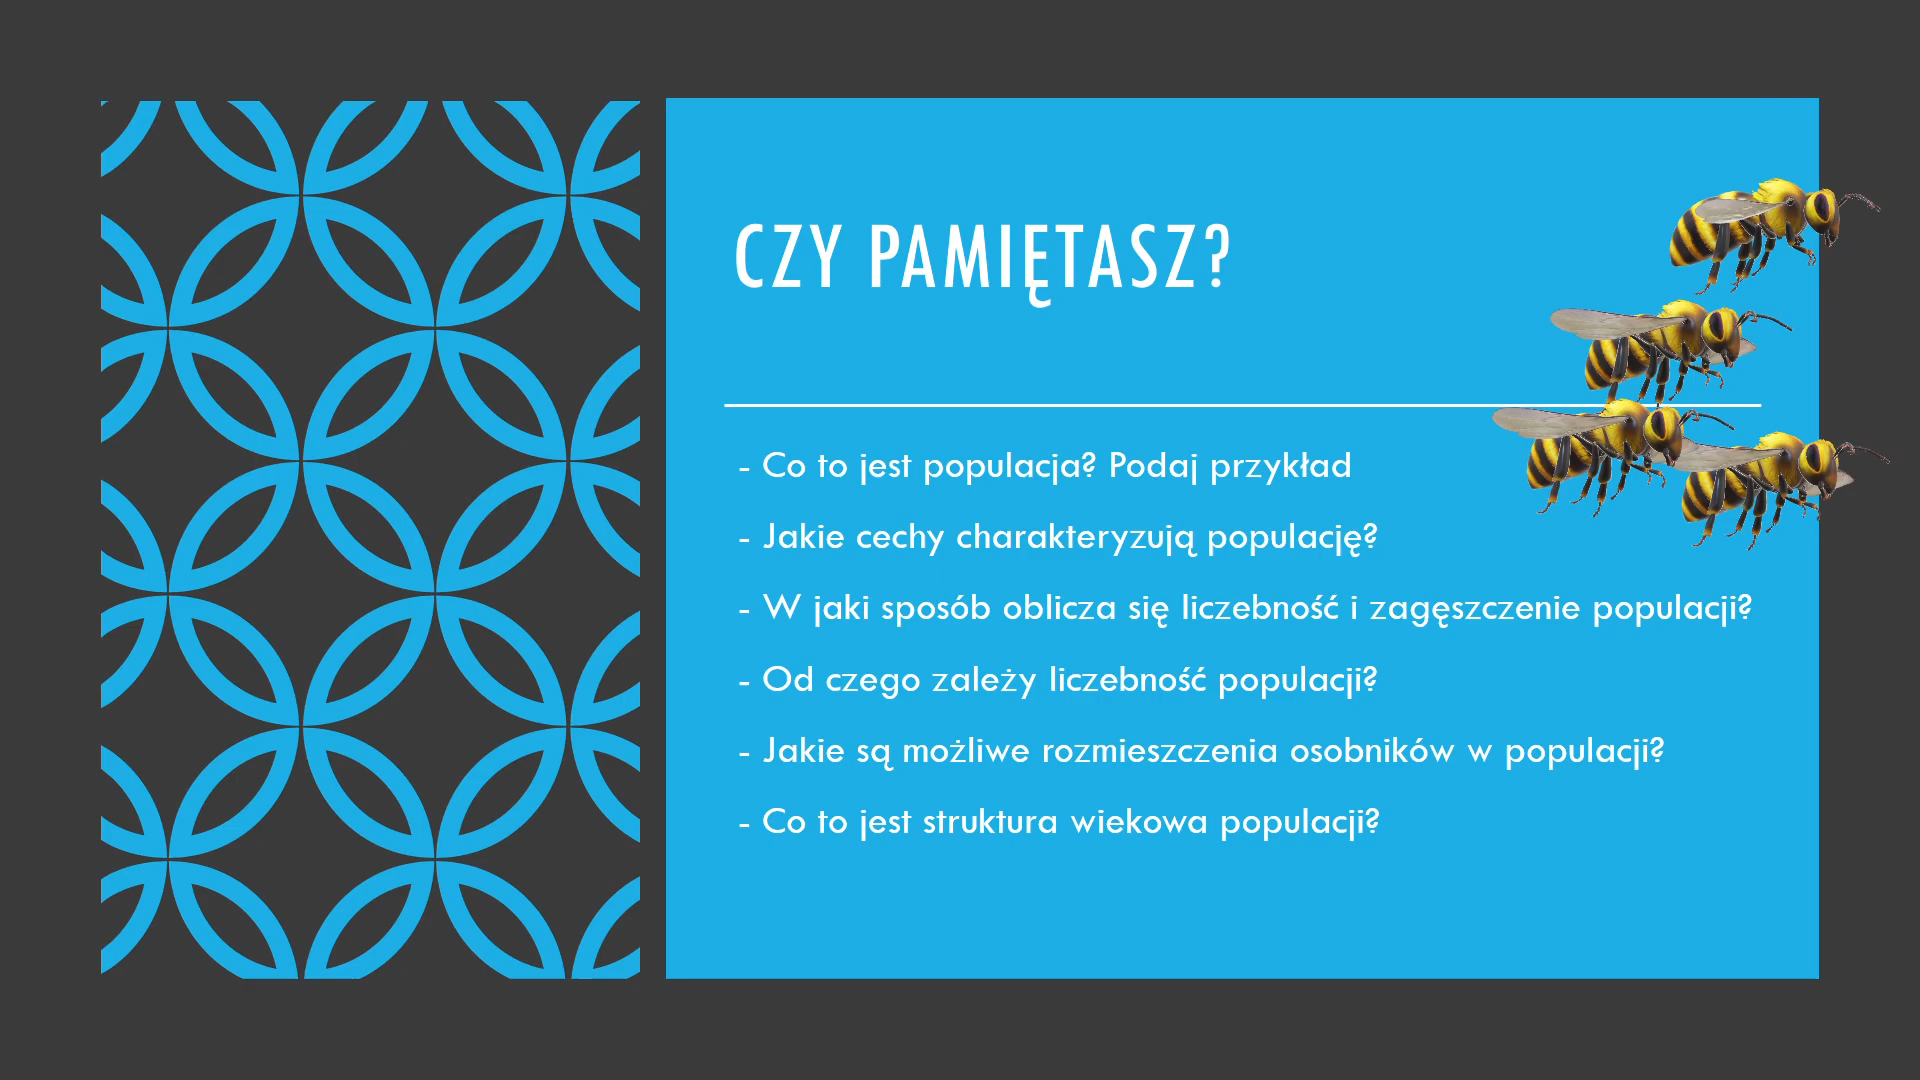 CZY PAMIĘTASZ?
- Co to jest populacja? Podaj przykład
- Jakie cechy charakteryzują populację?
- W jaki sposób oblicza się liczebność i zagęszczenie populacji?
- Od czego zależy liczebność populacji?
- Jakie są możliwe rozmieszczenia osobników w populacji?
- Co to jest struktura wiekowa populacji?